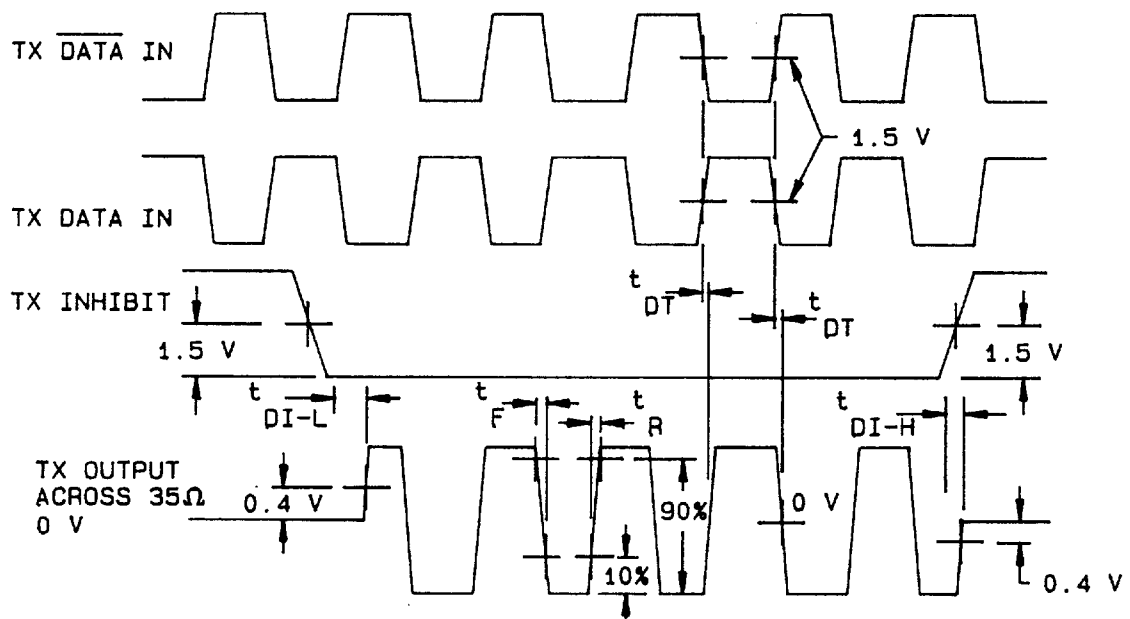 TX DATA IN
1.5 V
TX DATA IN
TX INHIBIT
t DT
t DT
1.5 V
1.5 V
t DI-L
t F
t R
t DI-H
TX OUTPUT
ACROSS 35Ω
0 V
0.4 V
90%
0 V
10%
0.4 V